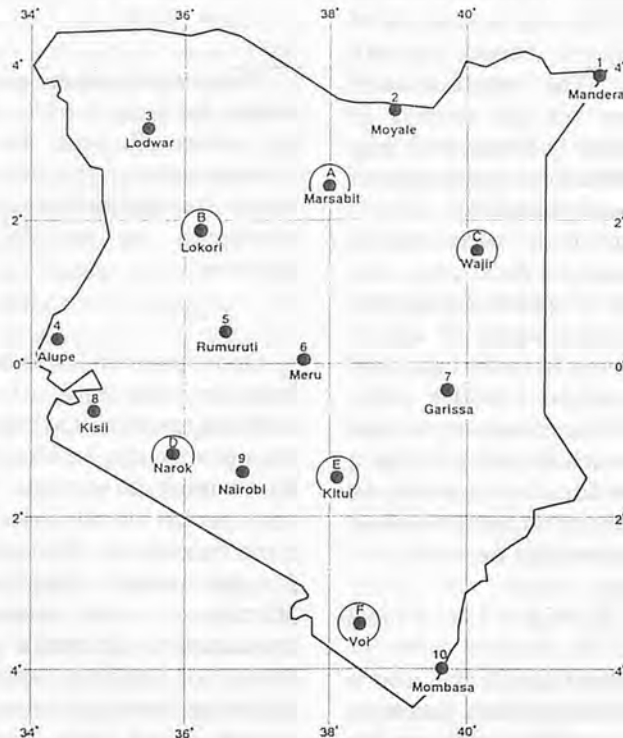 34° 36° 38° 40°
4° 4°
1
Mandera
2
Moyale
3
Lodwar
A
Marsabit
2° 2°
B
Lokori
C
Wajir
4
Alupe
5
Rumuruti
6
Meru
0° 0°
7
Garissa
8
Kisii
D
Narok
9
Nairobi
E
Kitui
2° 2°
F
Voi
4° 4°
10
Mombasa
34° 36° 38° 40°